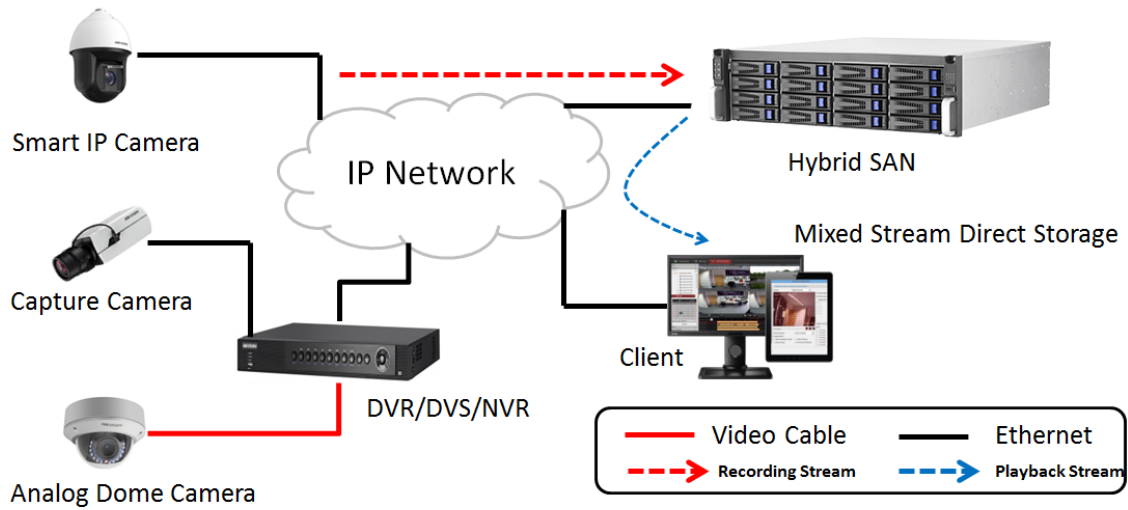 Smart IP Camera
IP Network
Hybrid SAN
Capture Camera
Mixed Stream Direct Storage
Client
DVR/DVS/NVR
Analog Dome Camera
Video Cable
Ethernet
Recording Stream
Playback Stream